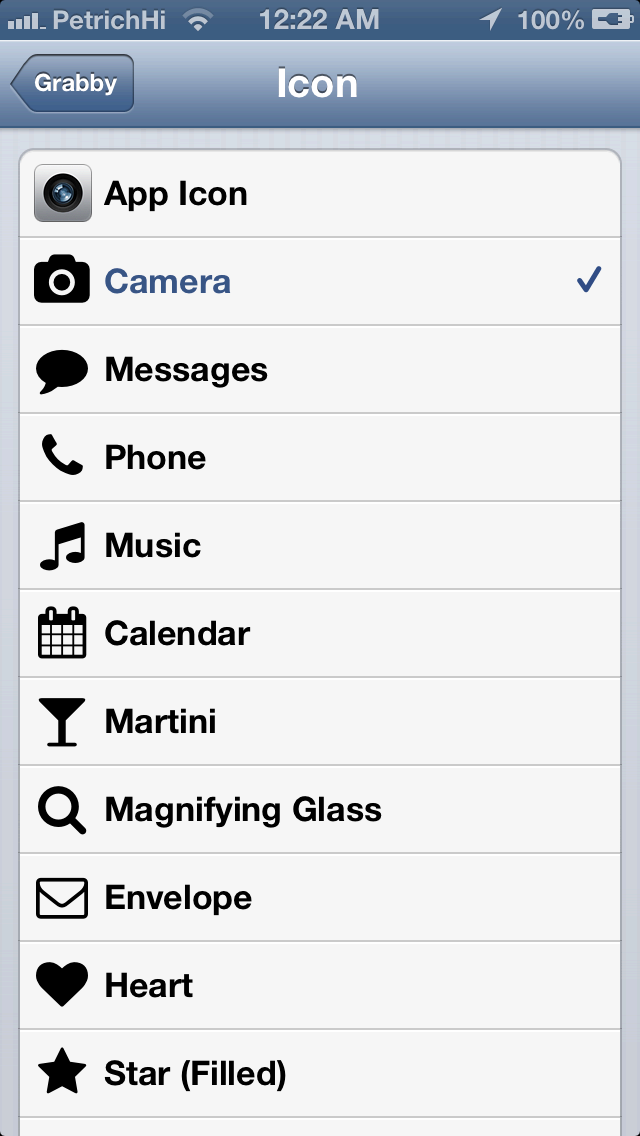 PetrichHi 12:22 AM 100%
Grabby Icon
App Icon
Camera
Messages
Phone
Music
Calendar
Martini
Magnifying Glass
Envelope
Heart
Star (Filled)